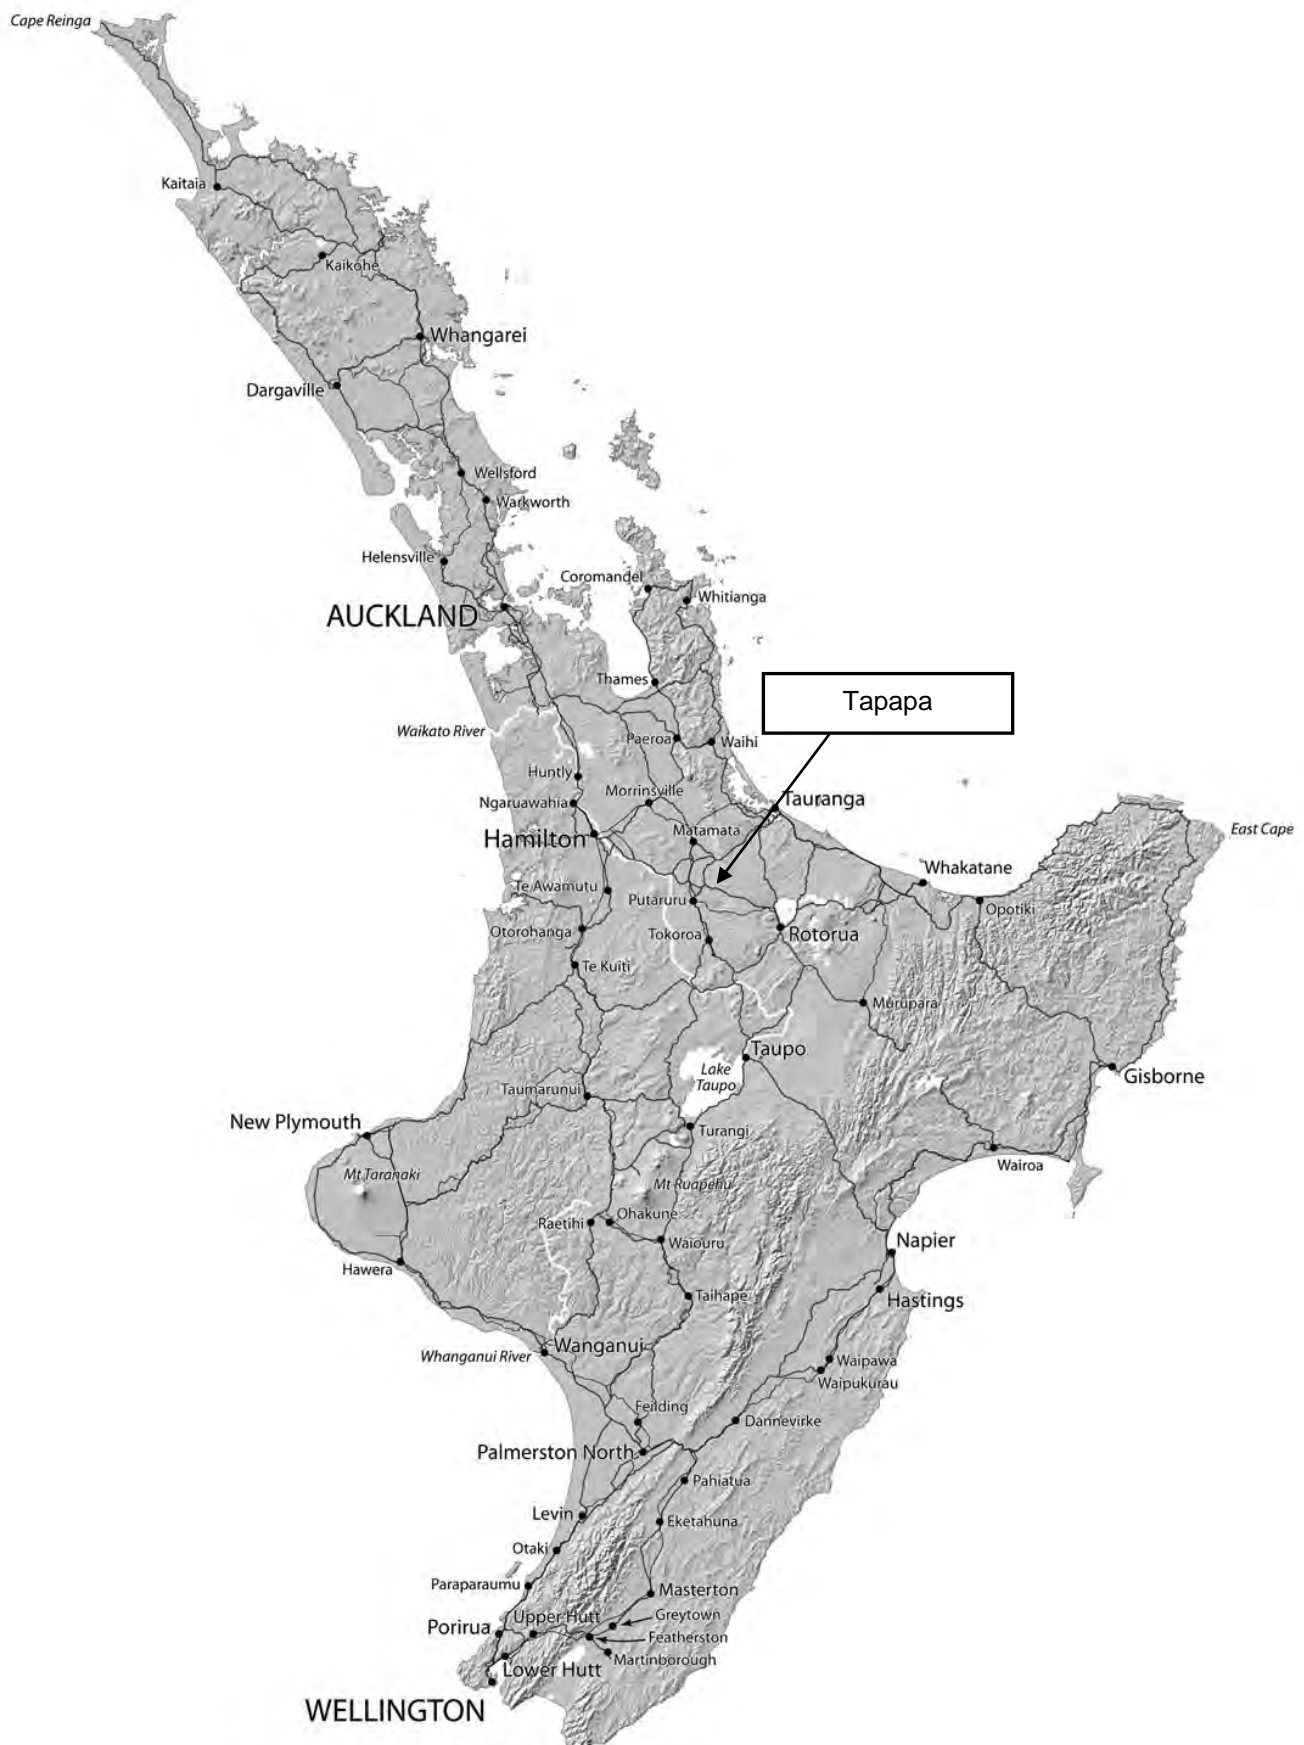 Cape Reinga
Kaitaia
Kaikohe
Whangarei
Dargaville
Wellsford
Warkworth
Helensville
Coromandel
Whitianga
AUCKLAND
Thames
Tapapa
Waikato River
Paeroa
Waihi
Huntly
Morrinsville
Ngaruawahia
Tauranga
Hamilton
Matamata
East Cape
Whakatane
Te Awamutu
Putaruru
Opotiki
Otorohanga
Tokoroa
Rotorua
Te Kuiti
Murupara
Taupo
Lake
Taupo
Gisborne
Taumarunui
New Plymouth
Turangi
Wairoa
Mt Taranaki
Mt Ruapehu
Raetihi
Ohakune
Waiouru
Napier
Hawera
Taihape
Hastings
Wanganui
Whanganui River
Waipawa
Waipukurau
Feilding
Dannevirke
Palmerston North
Pahiatua
Levin
Eketahuna
Otaki
Paraparaumu
Masterton
Greytown
Upper Hutt
Porirua
Featherston
Martinborough
Lower Hutt
WELLINGTON